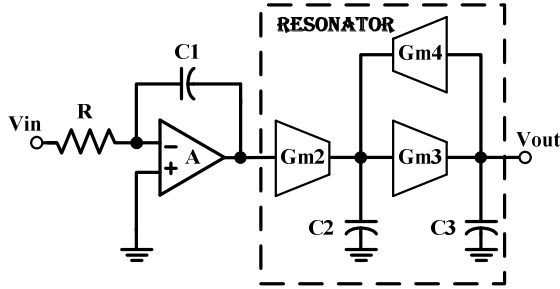 RESONATOR
C1
Gm4
R
Vin
−
+
A
Gm2
Gm3
Vout
C2
C3